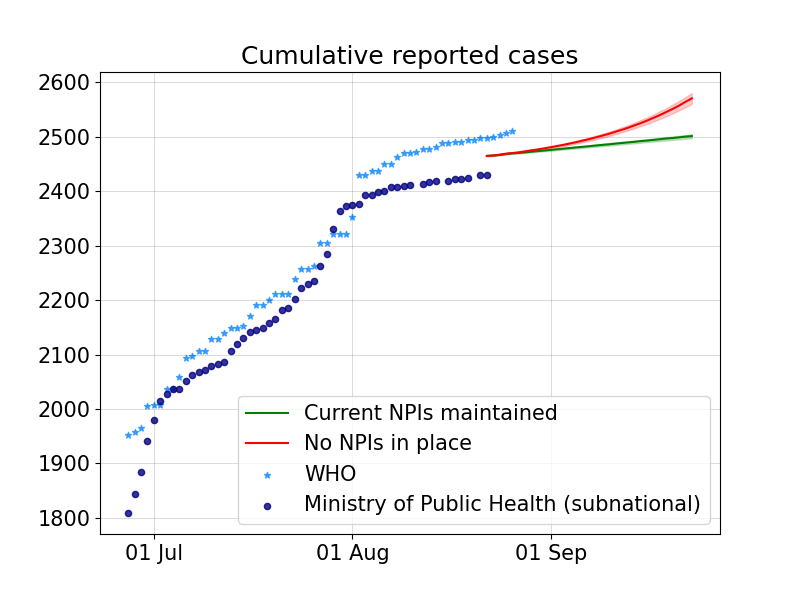 Cumulative reported cases
2600
2500
2400
2300
2200
2100
2000
1900
1800
Current NPIs maintained
No NPIs in place
WHO
Ministry of Public Health (subnational)
01 Jul
01 Aug
01 Sep